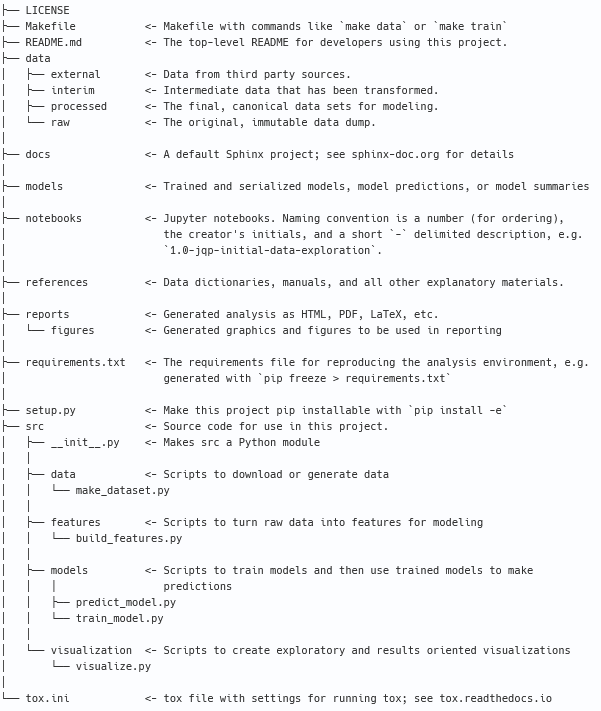 ├── LICENSE
├── Makefile           <- Makefile with commands like `make data` or `make train`
├── README.md          <- The top-level README for developers using this project.
├── data
│   ├── external       <- Data from third party sources.
│   ├── interim        <- Intermediate data that has been transformed.
│   ├── processed      <- The final, canonical data sets for modeling.
│   └── raw            <- The original, immutable data dump.
│
├── docs               <- A default Sphinx project; see sphinx-doc.org for details
│
├── models             <- Trained and serialized models, model predictions, or model summaries
│
├── notebooks          <- Jupyter notebooks. Naming convention is a number (for ordering),
│                         the creator's initials, and a short `-` delimited description, e.g.
│                         `1.0-jqp-initial-data-exploration`.
│
├── references         <- Data dictionaries, manuals, and all other explanatory materials.
│
├── reports            <- Generated analysis as HTML, PDF, LaTeX, etc.
│   └── figures        <- Generated graphics and figures to be used in reporting
│
├── requirements.txt   <- The requirements file for reproducing the analysis environment, e.g.
│                         generated with `pip freeze > requirements.txt`
│
├── setup.py           <- Make this project pip installable with `pip install -e`
├── src                <- Source code for use in this project.
│   ├── __init__.py    <- Makes src a Python module
│   │
│   ├── data           <- Scripts to download or generate data
│   │   └── make_dataset.py
│   │
│   ├── features       <- Scripts to turn raw data into features for modeling
│   │   └── build_features.py
│   │
│   ├── models         <- Scripts to train models and then use trained models to make
│   │   │                 predictions
│   │   ├── predict_model.py
│   │   └── train_model.py
│   │
│   └── visualization  <- Scripts to create exploratory and results oriented visualizations
│       └── visualize.py
│
└── tox.ini            <- tox file with settings for running tox; see tox.readthedocs.io